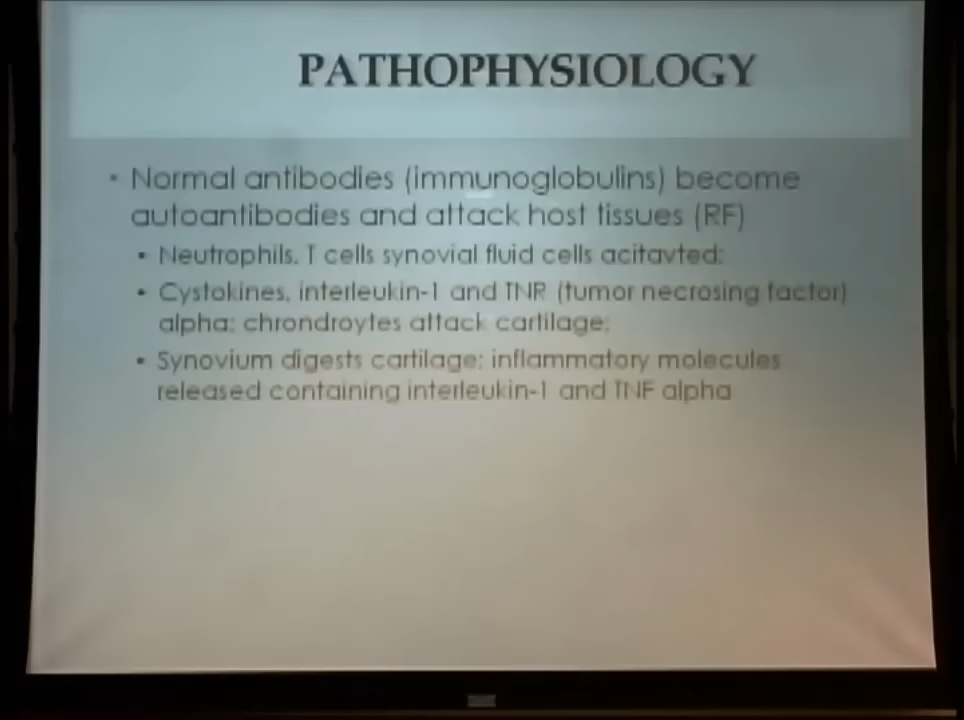 PATHOPHYSIOLOGY
• Normal antibodies (immunoglobulins) become
autoantibodies and attack host tissues (RF)
• Neutrophils, T cells synovial fluid cells acitavted:
• Cystokines, interleukin-1 and TNR (tumor necrosing factor)
alpha; chrondroytes attack cartilage;
• Synovium digests cartilage; inflammatory molecules
released containing interleukin-1 and TNF alpha